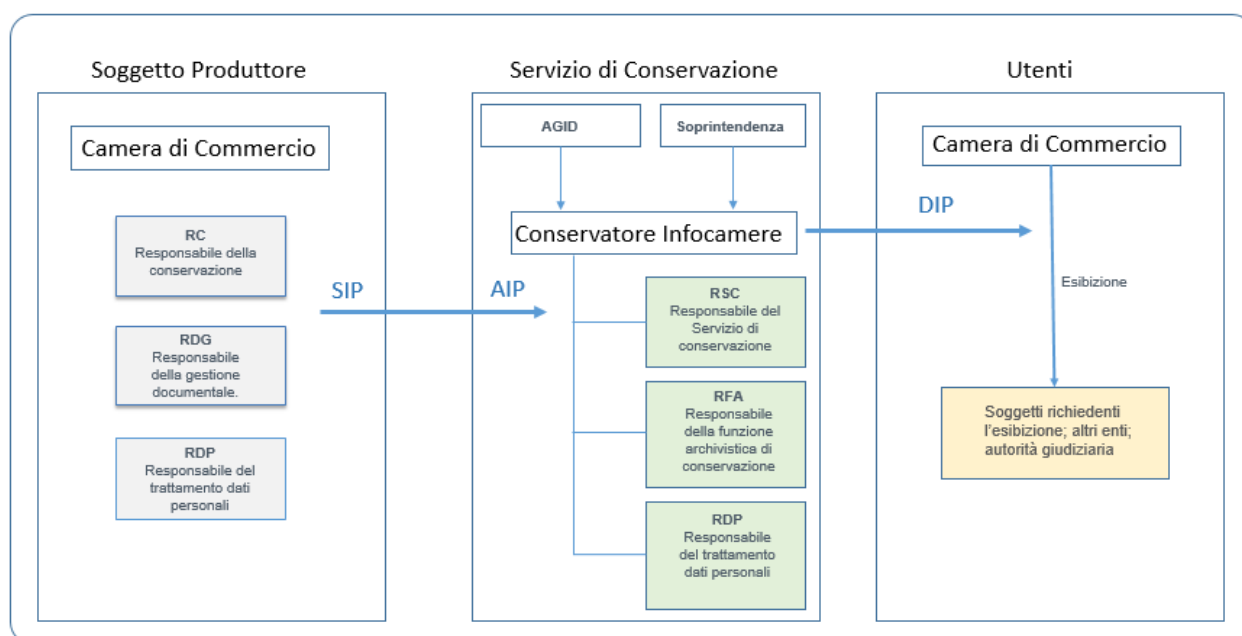 Soggetto Produttore
Camera di Commercio
RC
Responsabile della
conservazione
RDG
Responsabile
della gestione
documentale.
RDP
Responsabile del
trattamento dati
personali
SIP
Servizio di Conservazione
AGID
Soprintendenza
Conservatore Infocamere
AIP
RSC
Responsabile del
Servizio di
conservazione
RFA
Responsabile
della funzione
archivistica di
conservazione
RDP
Responsabile
del trattamento
dati personali
Utenti
Camera di Commercio
DIP
Esibizione
Soggetti richiedenti
l'esibizione; altri enti;
autorità giudiziaria